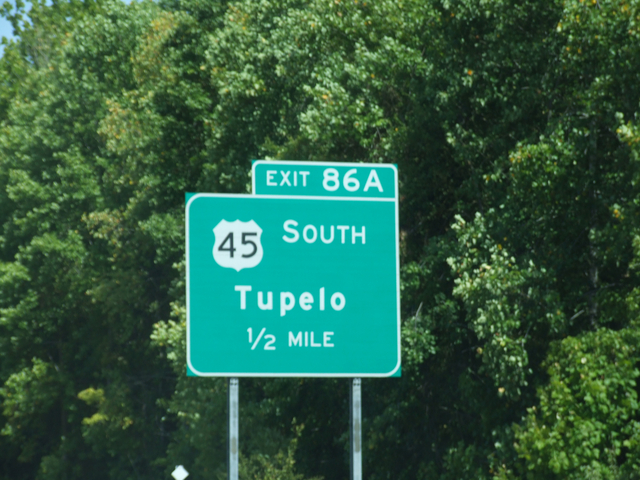 EXIT 86A
45 SOUTH
Tupelo
1/2 MILE